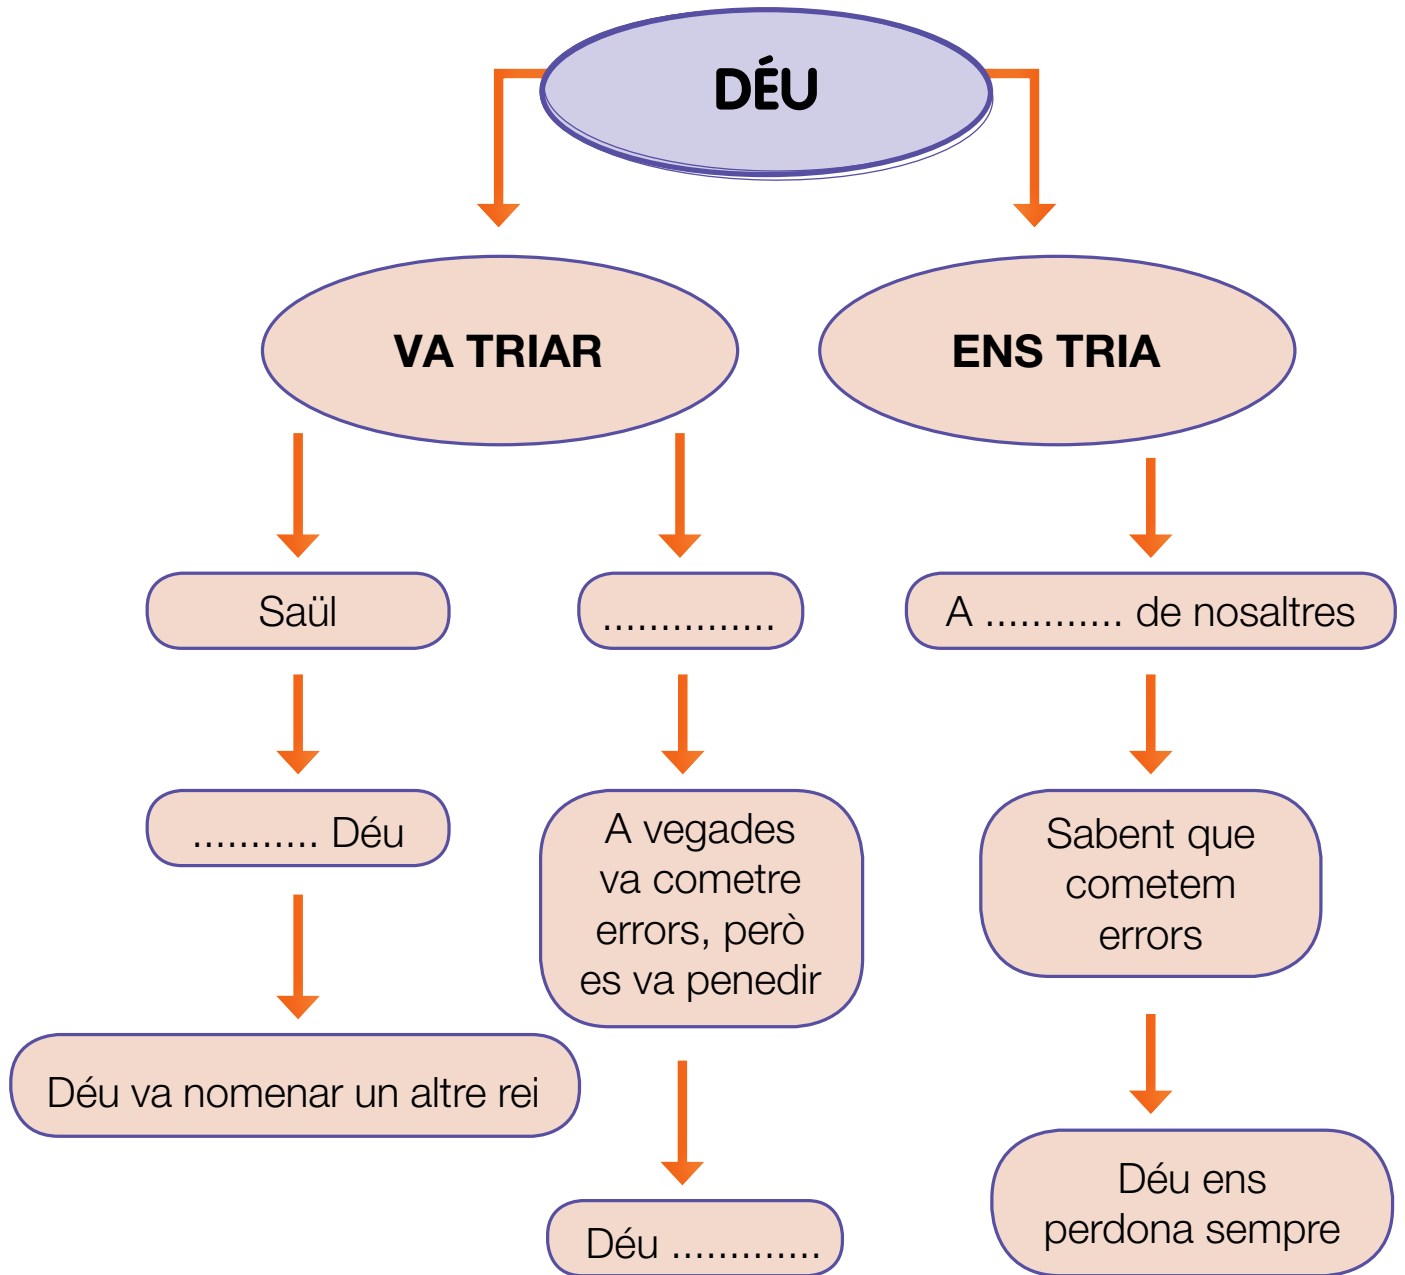 DÉU
VA TRIAR
ENS TRIA
Saül
...............
A ............ de nosaltres
........... Déu
A vegades
va cometre
errors, però
es va penedir
Sabent que
cometem
errors
Déu va nomenar un altre rei
Déu .............
Déu ens
perdona sempre